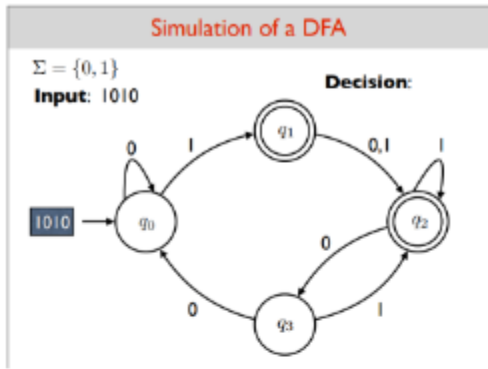 Simulation of a DFA
Σ = {0, 1}
Input: 1010
Decision:
q1
0
1
0,1
1
1010
q0
q2
0
0
q3
1